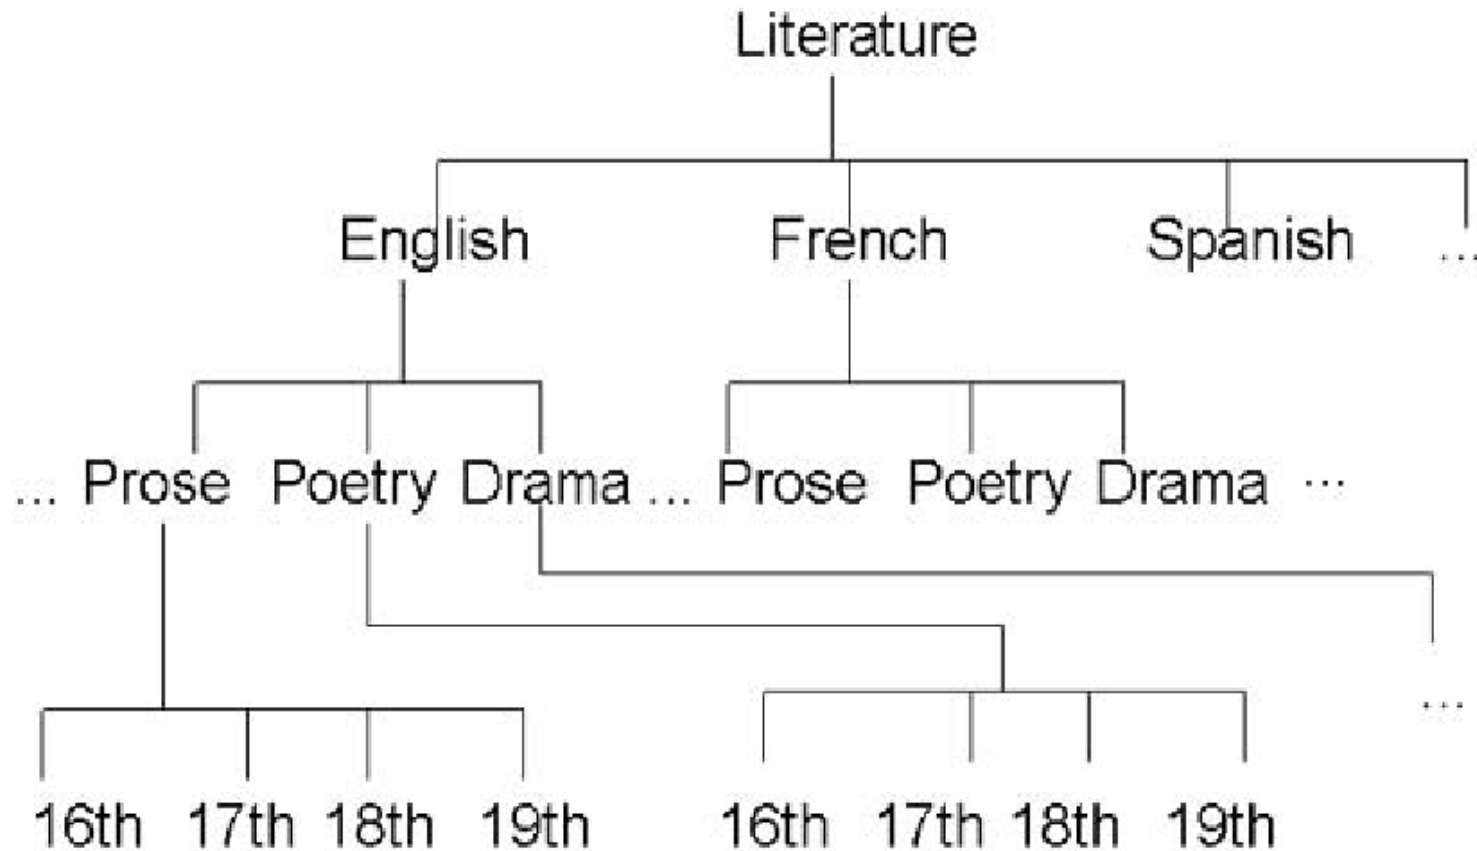 Literature
English French Spanish ...
... Prose Poetry Drama ... Prose Poetry Drama ...
...
16th 17th 18th 19th 16th 17th 18th 19th